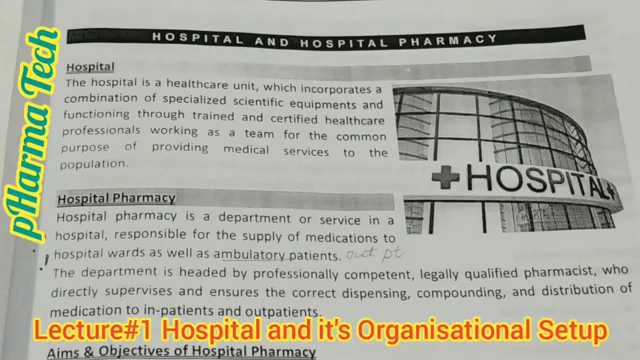 HOSPITAL AND HOSPITAL PHARMACY
pHarma Tech
Hospital
The hospital is a healthcare unit, which incorporates a
combination of specialized scientific equipments and
functioning through trained and certified healthcare
professionals working as a team for the common
purpose of providing medical services to the
population.
HOSPITAL
Hospital Pharmacy
Hospital pharmacy is a department or service in a
hospital, responsible for the supply of medications to
hospital wards as well as ambulatory patients. out pt
The department is headed by professionally competent, legally qualified pharmacist, who
directly supervises and ensures the correct dispensing, compounding, and distribution of
medication to in-patients and outpatients.
Lecture#1 Hospital and it's Organisational Setup
Aims & Objectives of Hospital Pharmacy